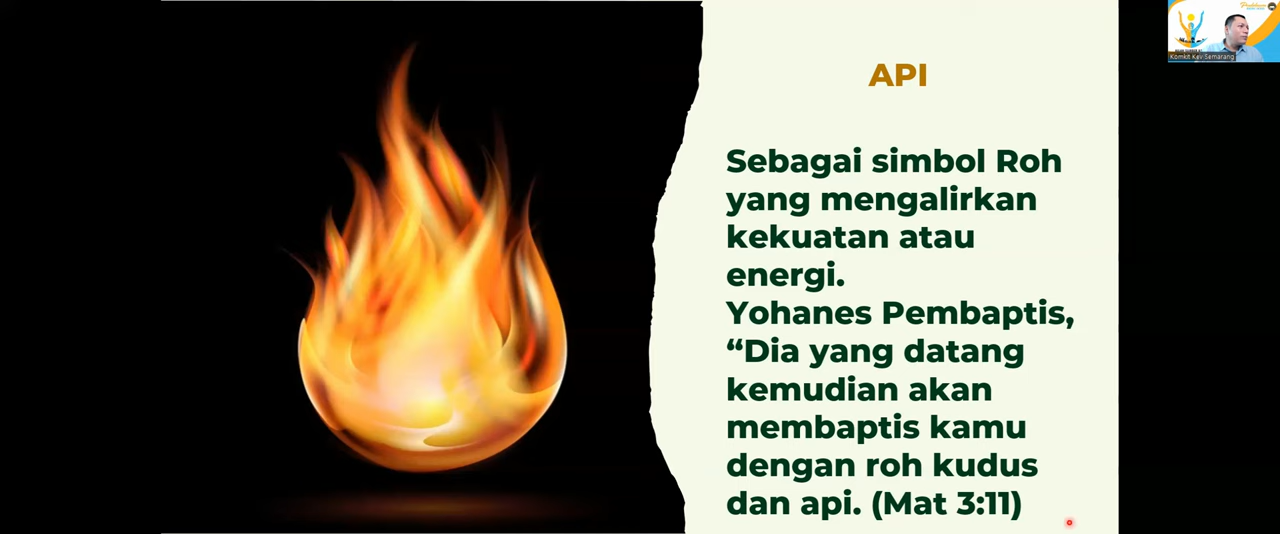 API
Sebagai simbol Roh
yang mengalirkan
kekuatan atau
energi.
Yohanes Pembaptis,
“Dia yang datang
kemudian akan
membaptis kamu
dengan roh kudus
dan api. (Mat 3:11)
Komkit Kev Semarang